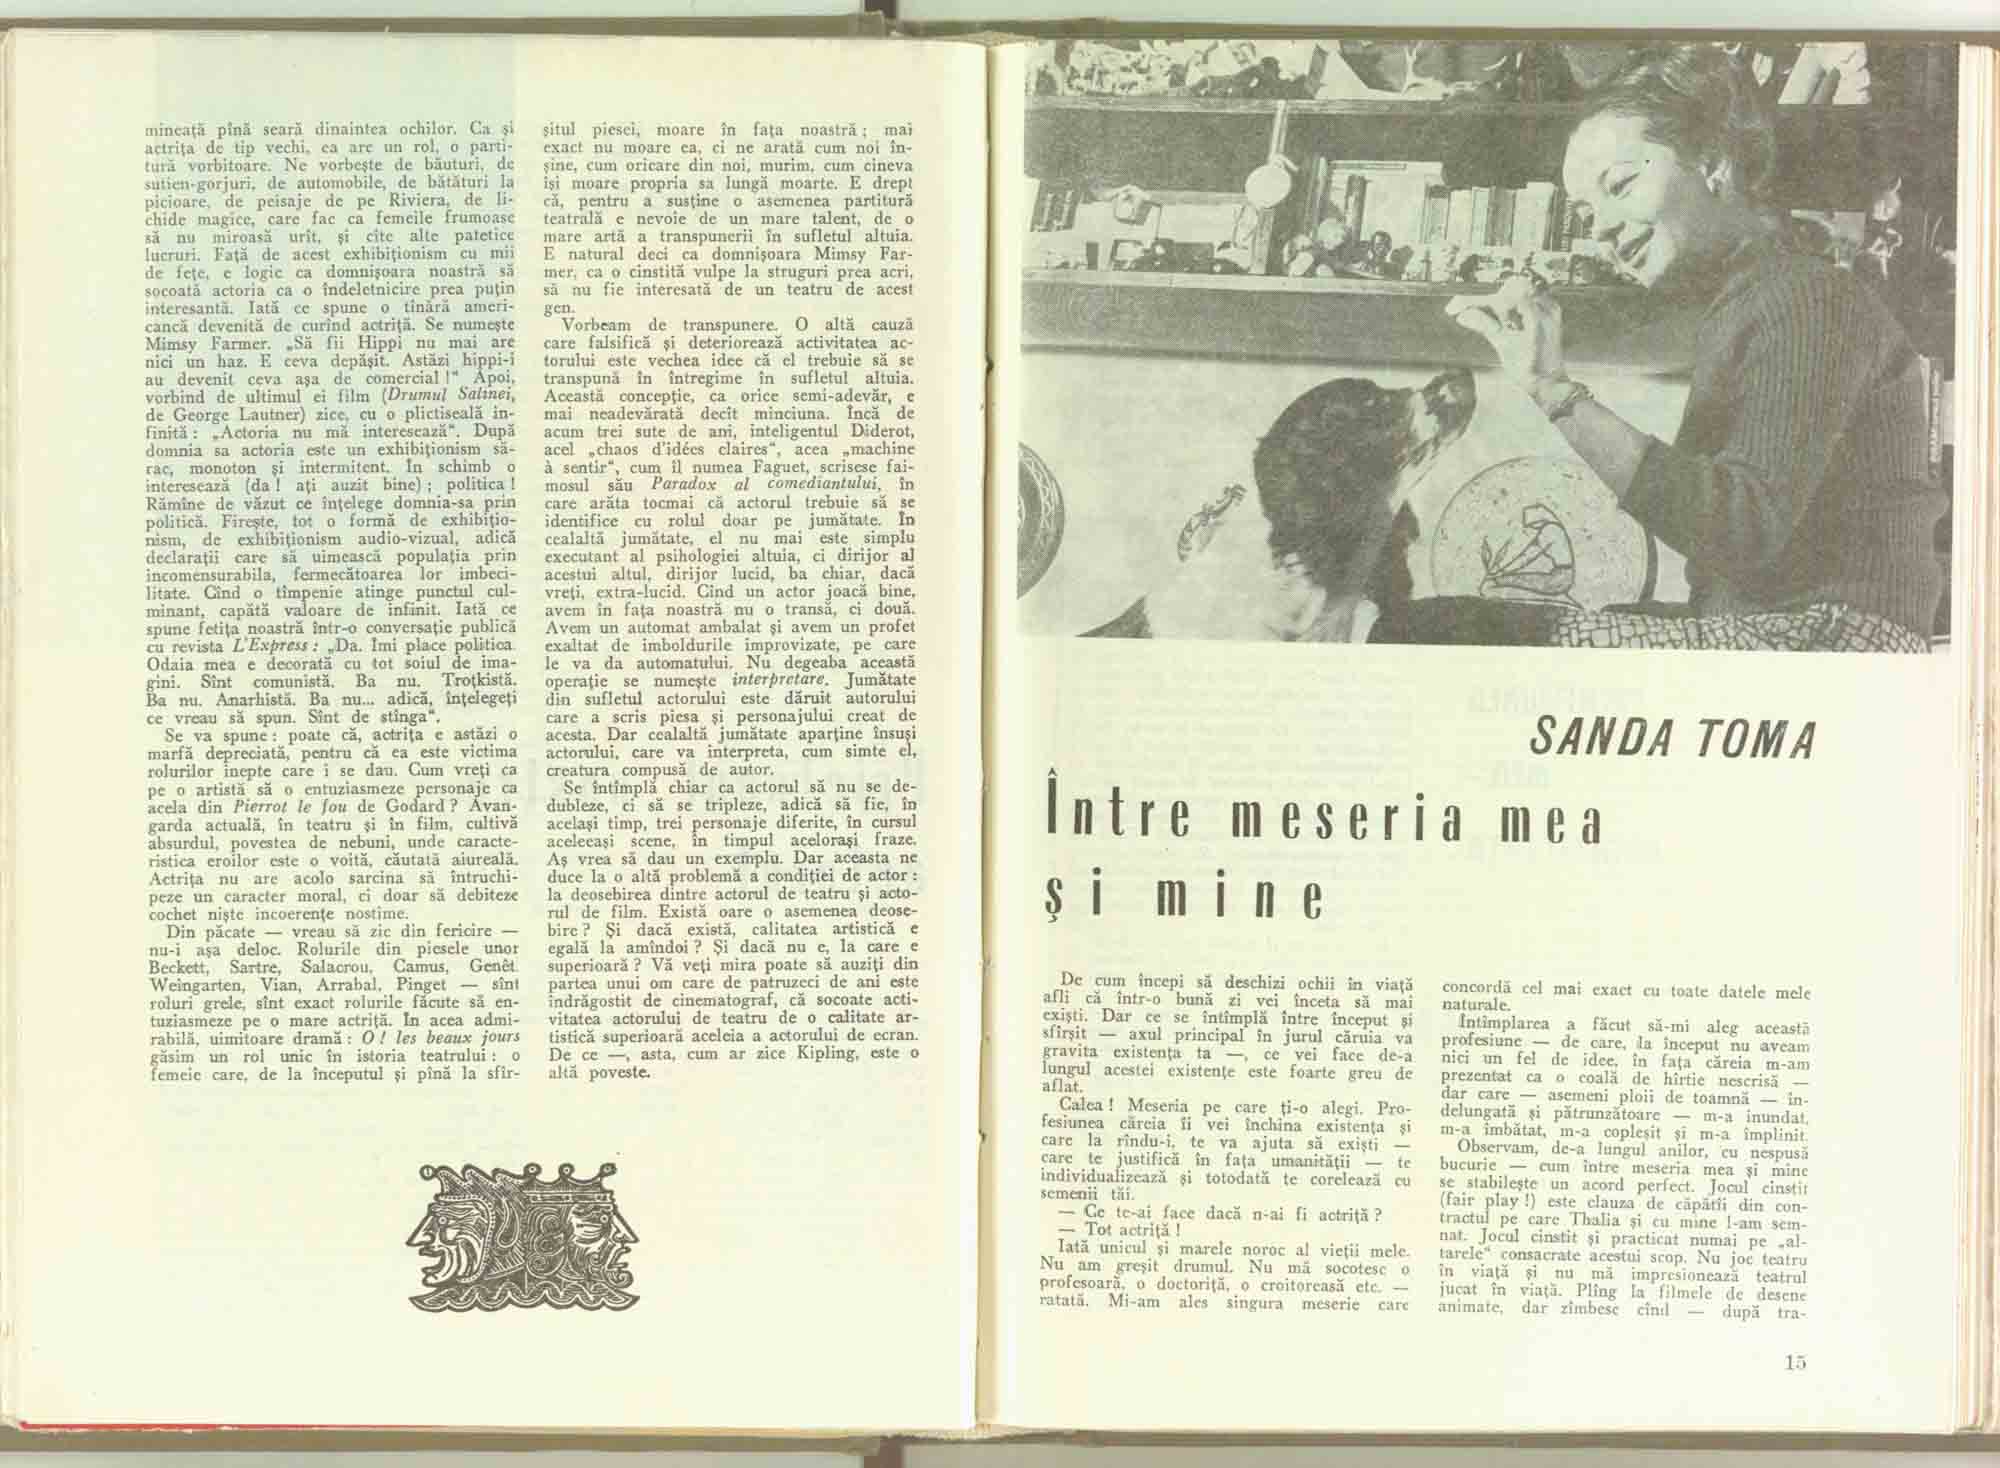 mineață pînă seară dinaintea ochilor. Ca și
actrița de tip vechi, ea are un rol, o parti-
tură vorbitoare. Ne vorbește de băuturi, de
sutien-gorjuri, de automobile, de bătături la
picioare, de peisaje de pe Riviera, de li-
chide magice, care fac ca femeile frumoase
să nu miroasă urît, și cîte alte patetice
lucruri. Față de acest exhibiționism cu mii
de fețe, e logic ca domnișoara noastră să
socoată actoria ca o îndeletnicire prea puțin
interesantă. Iată ce spune o tînără ameri-
cancă devenită de curînd actriță. Se numește
Mimsy Farmer. „Să fii Hippi nu mai are
nici un haz. E ceva depășit. Astăzi hippi-i
au devenit ceva așa de comercial !“ Apoi,
vorbind de ultimul ei film (Drumul Salinei,
de George Lautner) zice, cu o plictiseală in-
finită : „Actoria nu mă interesează“. După
domnia sa actoria este un exhibiționism să-
rac, monoton și intermitent. În schimb o
interesează (da ! ați auzit bine) ; politica !
Rămîne de văzut ce înțelege domnia-sa prin
politică. Firește, tot o formă de exhibițio-
nism, de exhibiționism audio-vizual, adică
declarații care să uimească populația prin
incomensurabila, fermecătoarea lor imbeci-
litate. Cînd o tîmpenie atinge punctul cul-
minant, capătă valoare de infinit. Iată ce
spune fetița noastră într-o conversație publică
cu revista L'Express : „Da. Îmi place politica.
Odaia mea e decorată cu tot soiul de ima-
gini. Sînt comunistă. Ba nu. Troțkistă.
Ba nu. Anarhistă. Ba nu... adică, înțelegeți
ce vreau să spun. Sînt de stînga“.
Se va spune : poate că, actrița e astăzi o
marfă depreciată, pentru că ea este victima
rolurilor inepte care i se dau. Cum vreți ca
pe o artistă să o entuziasmeze personaje ca
acela din Pierrot le fou de Godard ? Avan-
garda actuală, în teatru și în film, cultivă
absurdul, povestea de nebuni, unde caracte-
ristica eroilor este o voită, căutată aiureală.
Actrița nu are acolo sarcina să întruchi-
peze un caracter moral, ci doar să debiteze
cochet niște incoerențe nostime.
Din păcate — vreau să zic din fericire —
nu-i așa deloc. Rolurile din piesele unor
Beckett, Sartre, Salacrou, Camus, Genêt.
Weingarten, Vian, Arrabal, Pinget — sînt
roluri grele, sînt exact rolurile făcute să en-
tuziasmeze pe o mare actriță. În acea admi-
rabilă, uimitoare dramă : O ! les beaux jours
găsim un rol unic în istoria teatrului : o
femeie care, de la începutul și pînă la sfîr-
șitul piesei, moare în fața noastră ; mai
exact nu moare ea, ci ne arată cum noi în-
șine, cum oricare din noi, murim, cum cineva
își moare propria sa lungă moarte. E drept
că, pentru a susține o asemenea partitură
teatrală e nevoie de un mare talent, de o
mare artă a transpunerii în sufletul altuia.
E natural deci ca domnișoara Mimsy Far-
mer, ca o cinstită vulpe la struguri prea acri,
să nu fie interesată de un teatru de acest
gen.
Vorbeam de transpunere. O altă cauză
care falsifică și deteriorează activitatea ac-
torului este vechea idee că el trebuie să se
transpună în întregime în sufletul altuia.
Această concepție, ca orice semi-adevăr, e
mai neadevărată decît minciuna. Încă de
acum trei sute de ani, inteligentul Diderot,
acel „chaos d'idées claires“, acea „machine
à sentir“, cum îl numea Faguet, scrisese fai-
mosul său Paradox al comediantului, în
care arăta tocmai că actorul trebuie să se
identifice cu rolul doar pe jumătate. În
cealaltă jumătate, el nu mai este simplu
executant al psihologiei altuia, ci dirijor al
acestui altul, dirijor lucid, ba chiar, dacă
vreți, extra-lucid. Cînd un actor joacă bine,
avem în fața noastră nu o transă, ci două.
Avem un automat ambalat și avem un profet
exaltat de imboldurile improvizate, pe care
le va da automatului. Nu degeaba această
operație se numește interpretare. Jumătate
din sufletul actorului este dăruit autorului
care a scris piesa și personajului creat de
acesta. Dar cealaltă jumătate aparține însuși
actorului, care va interpreta, cum simte el,
creatura compusă de autor.
Se întîmplă chiar ca actorul să nu se de-
dubleze, ci să se tripleze, adică să fie, în
același timp, trei personaje diferite, în cursul
aceleeași scene, în timpul acelorași fraze.
Aș vrea să dau un exemplu. Dar aceasta ne
duce la o altă problemă a condiției de actor :
la deosebirea dintre actorul de teatru și acto-
rul de film. Există oare o asemenea deose-
bire ? Și dacă există, calitatea artistică e
egală la amîndoi ? Și dacă nu e, la care e
superioară ? Vă veți mira poate să auziți din
partea unui om care de patruzeci de ani este
îndrăgostit de cinematograf, că socoate acti-
vitatea actorului de teatru de o calitate ar-
tistică superioară aceleia a actorului de ecran.
De ce —, asta, cum ar zice Kipling, este o
altă poveste.
SANDA TOMA
Între meseria mea
și mine
De cum începi să deschizi ochii în viață
afli că într-o bună zi vei înceta să mai
exiști. Dar ce se întîmplă între început și
sfîrșit — axul principal în jurul căruia va
gravita existența ta —, ce vei face de-a
lungul acestei existențe este foarte greu de
aflat.
Calea ! Meseria pe care ți-o alegi. Pro-
fesiunea căreia îi vei închina existența și
care la rîndu-i, te va ajuta să exiști —
care te justifică în fața umanității — te
individualizează și totodată te corelează cu
semenii tăi.
— Ce te-ai face dacă n-ai fi actriță ?
— Tot actriță !
Iată unicul și marele noroc al vieții mele.
Nu am greșit drumul. Nu mă socotesc o
profesoară, o doctoriță, o croitoreasă etc. —
ratată. Mi-am ales singura meserie care
concordă cel mai exact cu toate datele mele
naturale.
Întîmplarea a făcut să-mi aleg această
profesiune — de care, la început nu aveam
nici un fel de idee, în fața căreia m-am
prezentat ca o coală de hîrtie nescrisă —
dar care — asemeni ploii de toamnă — în-
delungată și pătrunzătoare — m-a inundat,
m-a îmbătat, m-a copleșit și m-a împlinit.
Observam, de-a lungul anilor, cu nespusă
bucurie — cum între meseria mea și mine
se stabilește un acord perfect. Jocul cinstit
(fair play !) este clauza de căpătîi din con-
tractul pe care Thalia și cu mine l-am sem-
nat. Jocul cinstit și practicat numai pe „al-
tarele“ consacrate acestui scop. Nu joc teatru
în viață și nu mă impresionează teatrul
jucat în viață. Plîng la filmele de desene
animate, dar zîmbesc cînd — după tra-
15